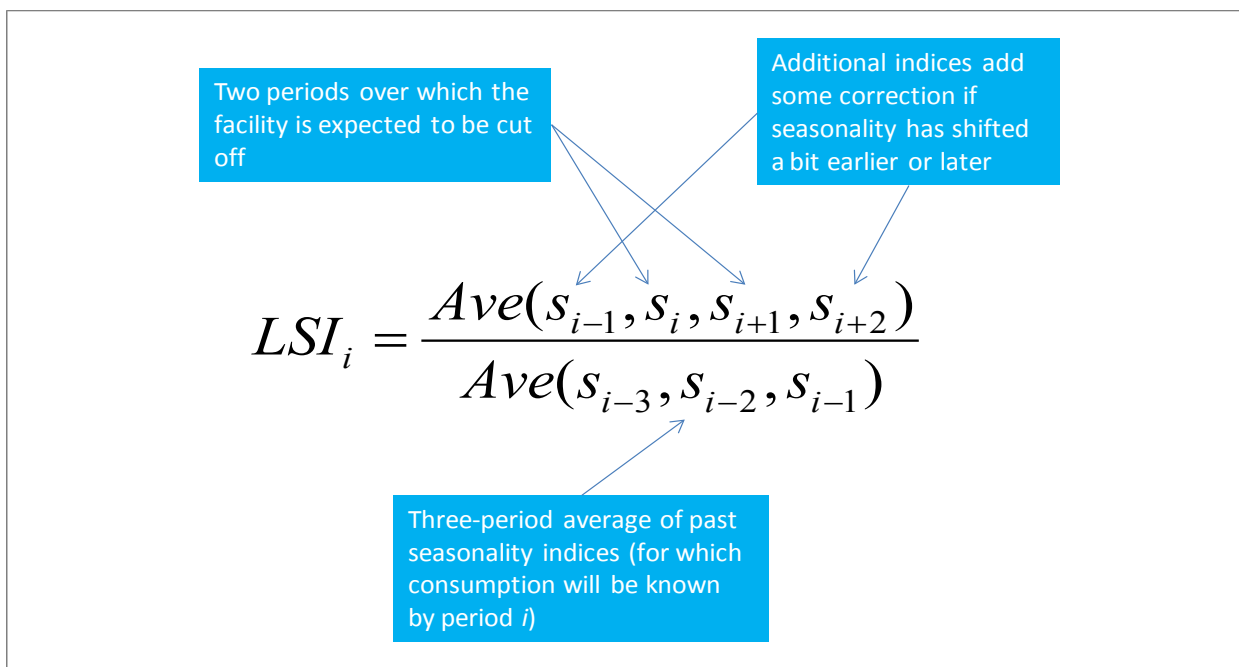 Two periods over which the
facility is expected to be cut
off
Additional indices add
some correction if
seasonality has shifted
a bit earlier or later
LSI_i = Ave(s_{i−1}, s_i, s_{i+1}, s_{i+2})
Ave(s_{i−3}, s_{i−2}, s_{i−1})
Three-period average of past
seasonality indices (for which
consumption will be known
by period i)